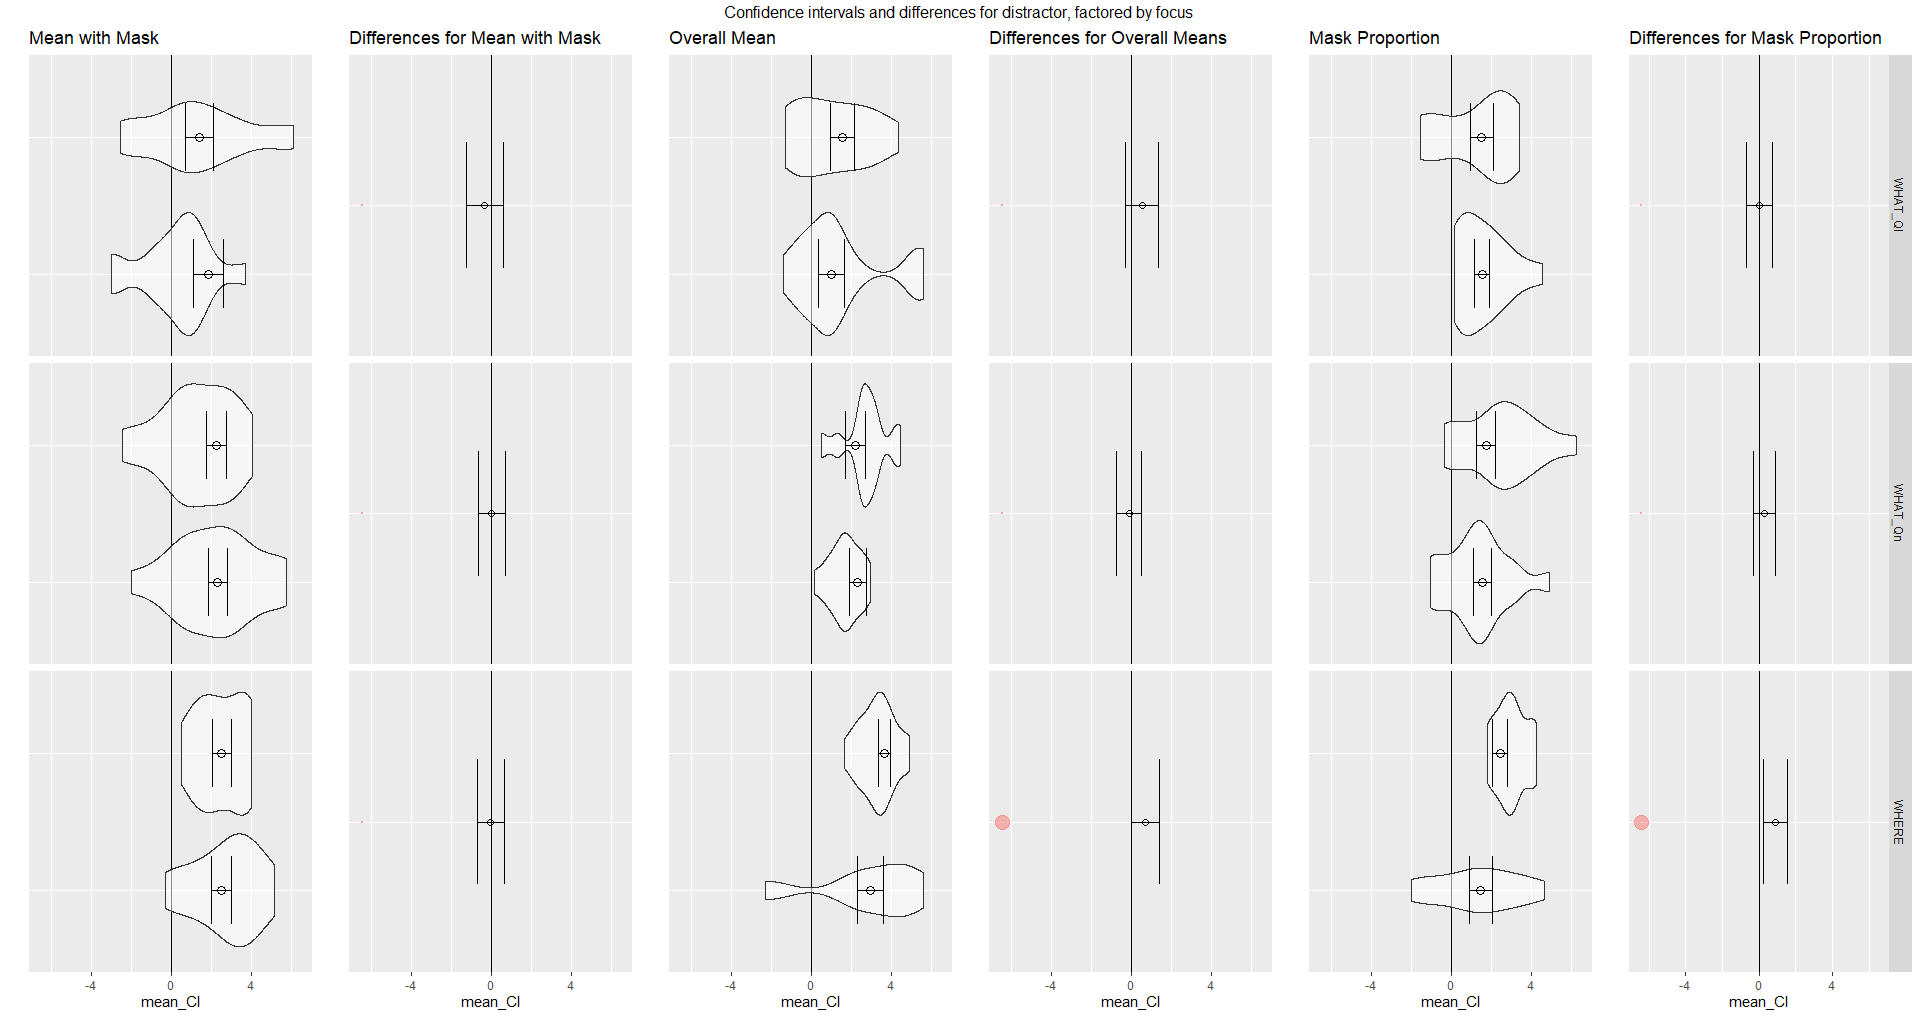 Confidence intervals and differences for distractor, factored by focus
Mean with Mask
Differences for Mean with Mask
Overall Mean
Differences for Overall Means
Mask Proportion
Differences for Mask Proportion
WHAT_Ql
WHAT_Qn
WHERE
-4 0 4
-4 0 4
-4 0 4
-4 0 4
-4 0 4
-4 0 4
mean_CI
mean_CI
mean_CI
mean_CI
mean_CI
mean_CI